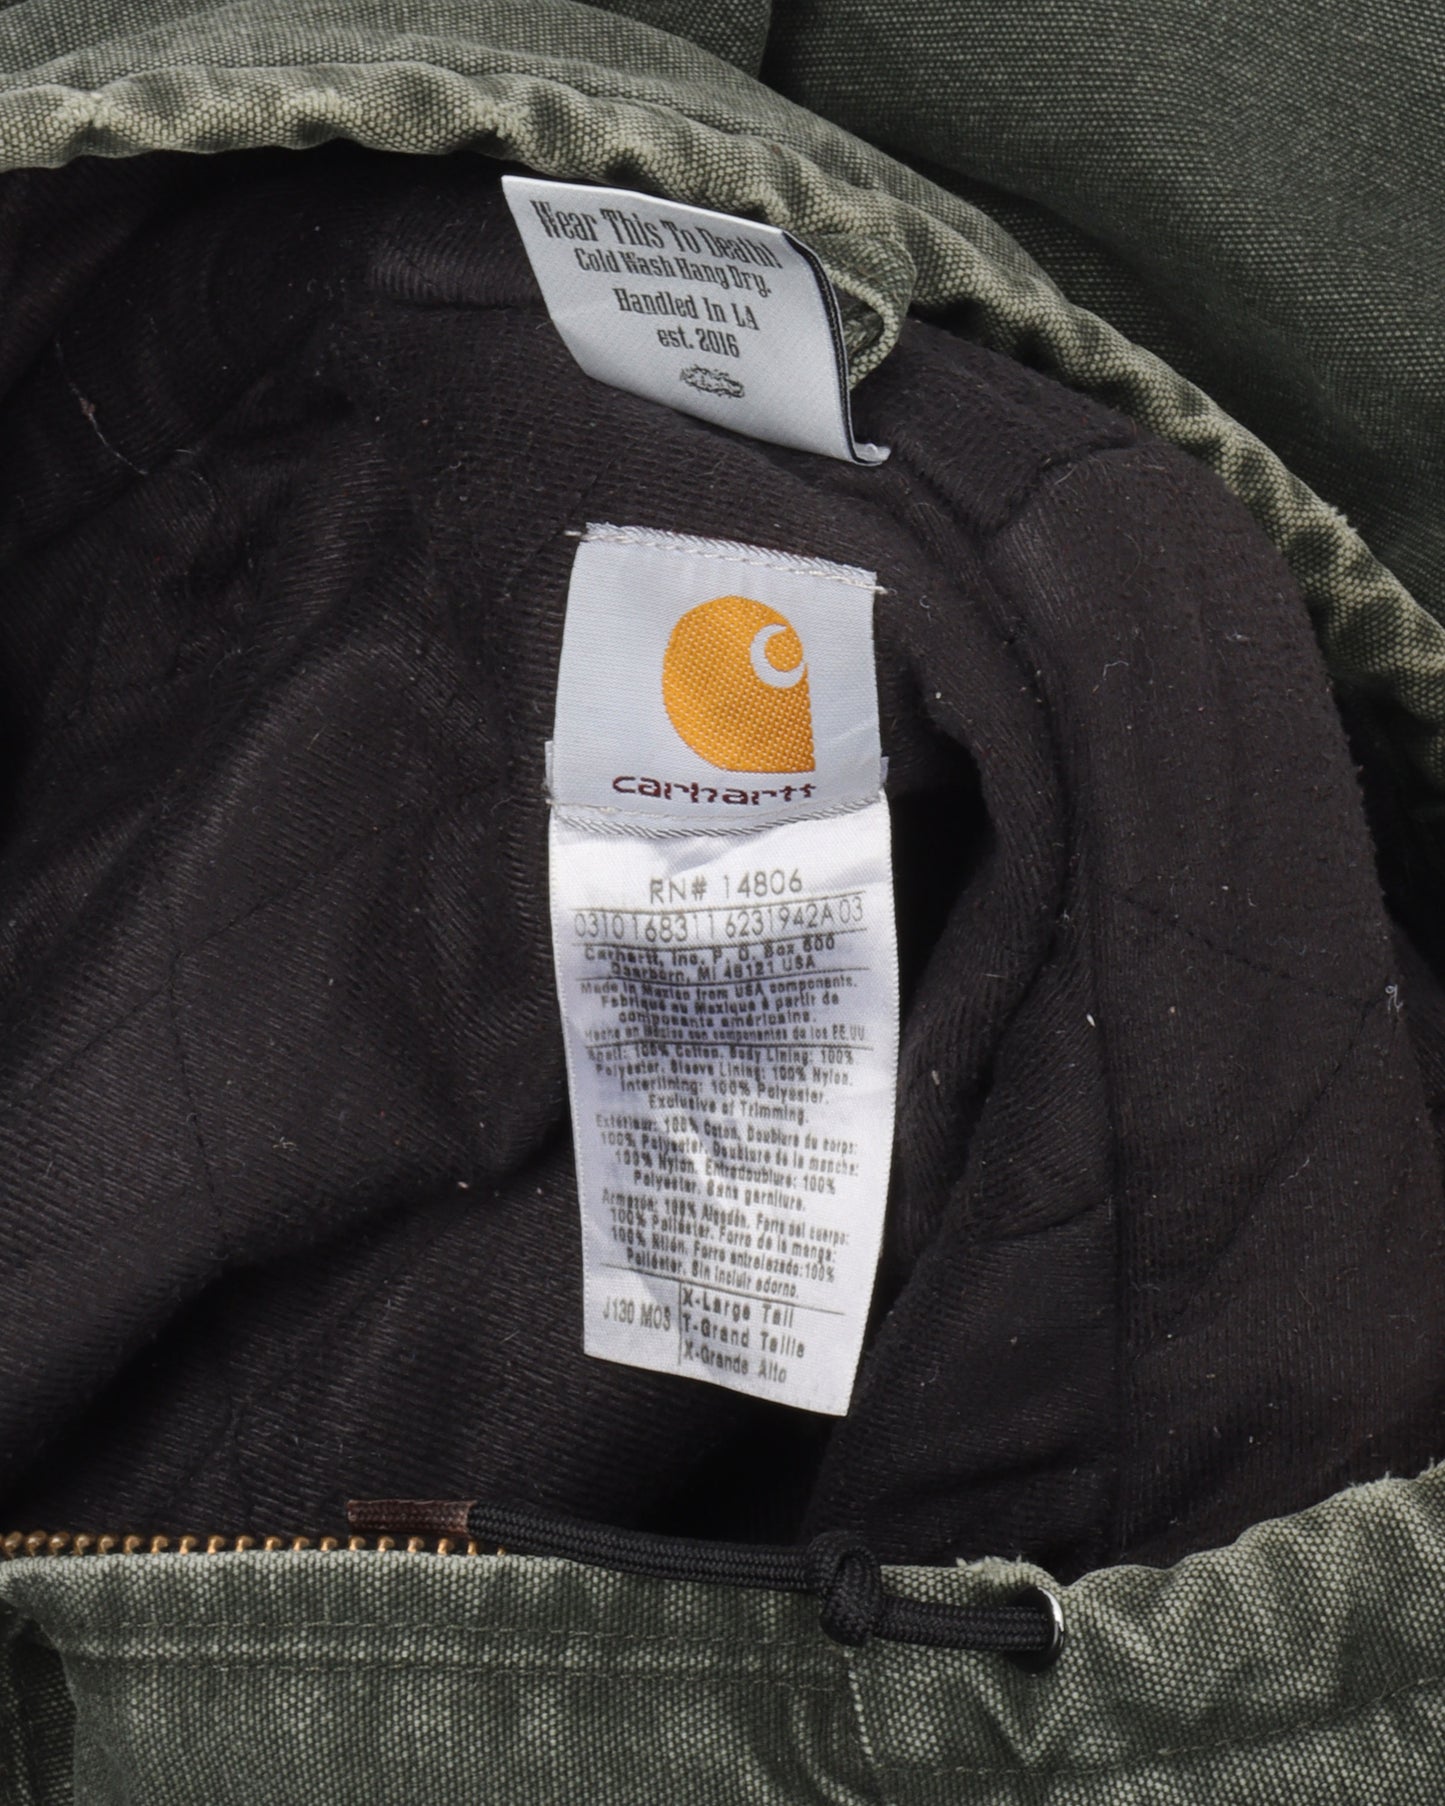 Wear This To Death!
Cold Wash Hang Dry.
Handled In LA
est. 2016
carhartt
RN# 14806
03101683116231942A 03
Carhartt, Inc. P. O. Box 600
Dearborn, MI 48121 USA
Made in Mexico from USA components.
Fabriqué au Mexique à partir de
composants américains.
Hecho en México con componentes de los EE.UU.
Shell: 100% Cotton. Body Lining: 100%
Polyester. Sleeve Lining: 100% Nylon.
Interlining: 100% Polyester.
Exclusive of Trimming.
Extérieur: 100% Coton. Doublure du corps:
100% Polyester. Doublure de la manche:
100% Nylon. Entredoublure: 100%
Polyester. Sans garniture.
Armazón: 100% Algodón. Forro del cuerpo:
100% Poliéster. Forro de la manga:
100% Nilón. Forro entrelazado:100%
Poliéster. Sin incluir adorno.
J130 MOS
X-Large Tall
T-Grand Taille
X-Grande Alto